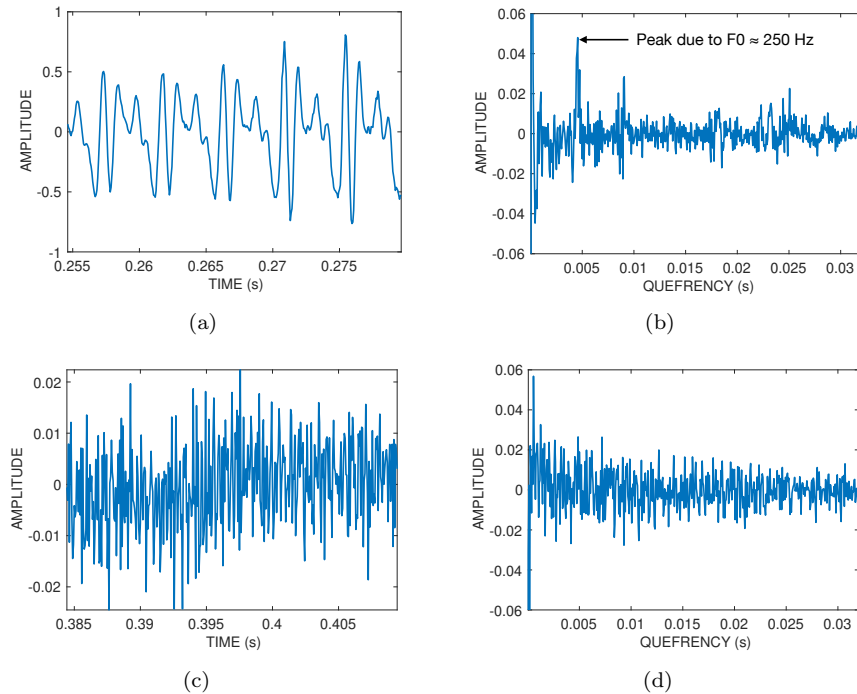 1
0.5
0
-0.5
-1
AMPLITUDE
0.255 0.26 0.265 0.27 0.275
TIME (s)
(a)
0.06
0.04
0.02
0
-0.02
-0.04
-0.06
AMPLITUDE
Peak due to F0 ≈ 250 Hz
0.005 0.01 0.015 0.02 0.025 0.03
QUEFRENCY (s)
(b)
0.02
0.01
0
-0.01
-0.02
AMPLITUDE
0.385 0.39 0.395 0.4 0.405
TIME (s)
(c)
0.06
0.04
0.02
0
-0.02
-0.04
-0.06
AMPLITUDE
0.005 0.01 0.015 0.02 0.025 0.03
QUEFRENCY (s)
(d)